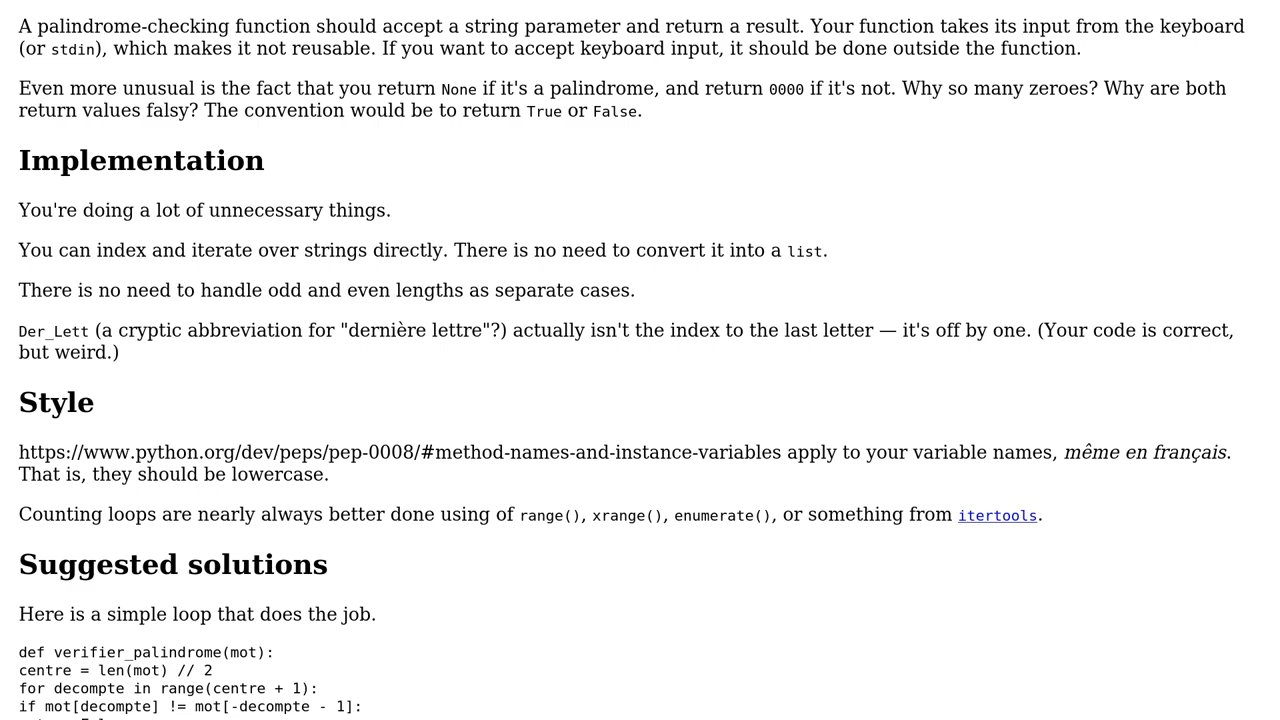 A palindrome-checking function should accept a string parameter and return a result. Your function takes its input from the keyboard
(or stdin), which makes it not reusable. If you want to accept keyboard input, it should be done outside the function.
Even more unusual is the fact that you return None if it's a palindrome, and return 0000 if it's not. Why so many zeroes? Why are both
return values falsy? The convention would be to return True or False.
Implementation
You're doing a lot of unnecessary things.
You can index and iterate over strings directly. There is no need to convert it into a list.
There is no need to handle odd and even lengths as separate cases.
Der_Lett (a cryptic abbreviation for "dernière lettre"?) actually isn't the index to the last letter — it's off by one. (Your code is correct,
but weird.)
Style
https://www.python.org/dev/peps/pep-0008/#method-names-and-instance-variables apply to your variable names, même en français.
That is, they should be lowercase.
Counting loops are nearly always better done using of range(), xrange(), enumerate(), or something from itertools.
Suggested solutions
Here is a simple loop that does the job.
def verifier_palindrome(mot):
centre = len(mot) // 2
for decompte in range(centre + 1):
if mot[decompte] != mot[-decompte - 1]: